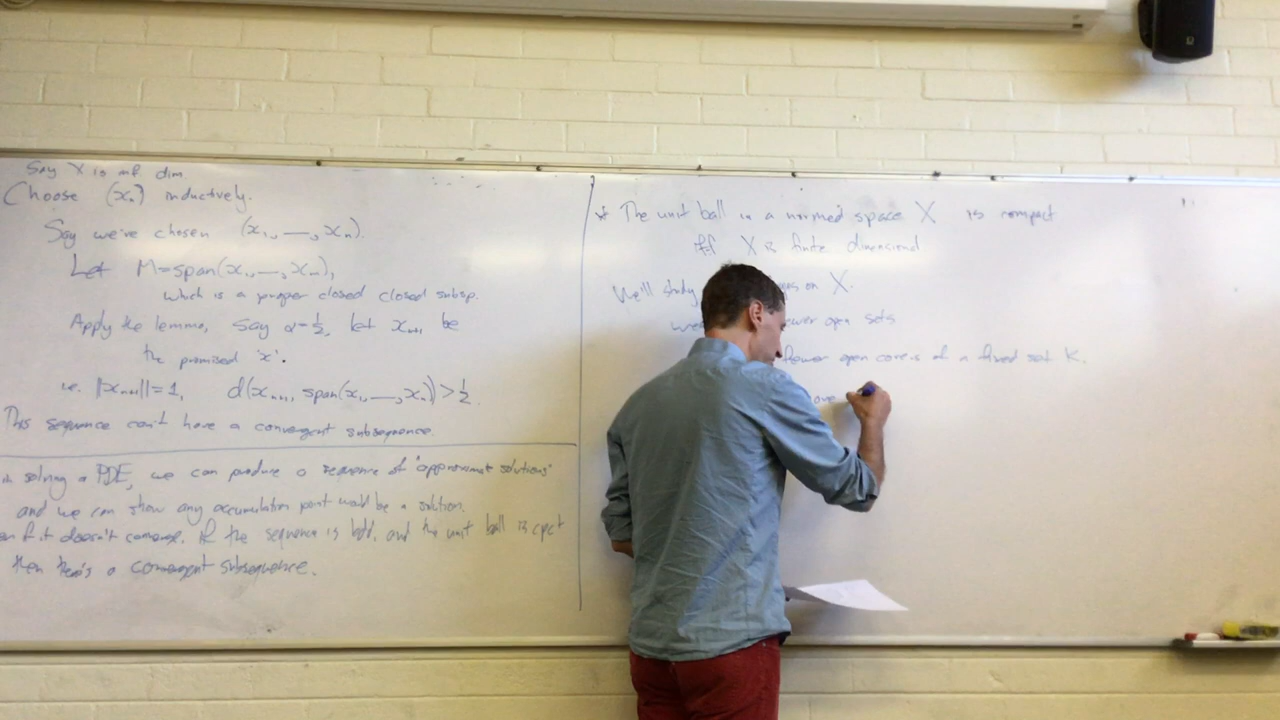 Say X is inf dim
Choose (xₙ) inductively.
Say we've chosen (x₁, —, xₙ).
Let M=span(x₁, —, xₙ),
which is a proper closed closed subsp.
Apply the lemma, say α=½, let xₙ₊₁ be
the promised 'x'.
i.e. ||xₙ₊₁||=1, d(xₙ₊₁, span(x₁, —, xₙ))>½.
This sequence can't have a convergent subsequence.
in solving a PDE, we can produce a sequence of "approximate solutions"
and we can show any accumulation point would be a solution.
if it doesn't converge, if the sequence is bdd, and the unit ball is cpct
then there's a convergent subsequence.
* The unit ball in a normed space X is compact
iff X is finite dimensional
We'll study on X.
open sets
fewer open covers of a fixed set K.